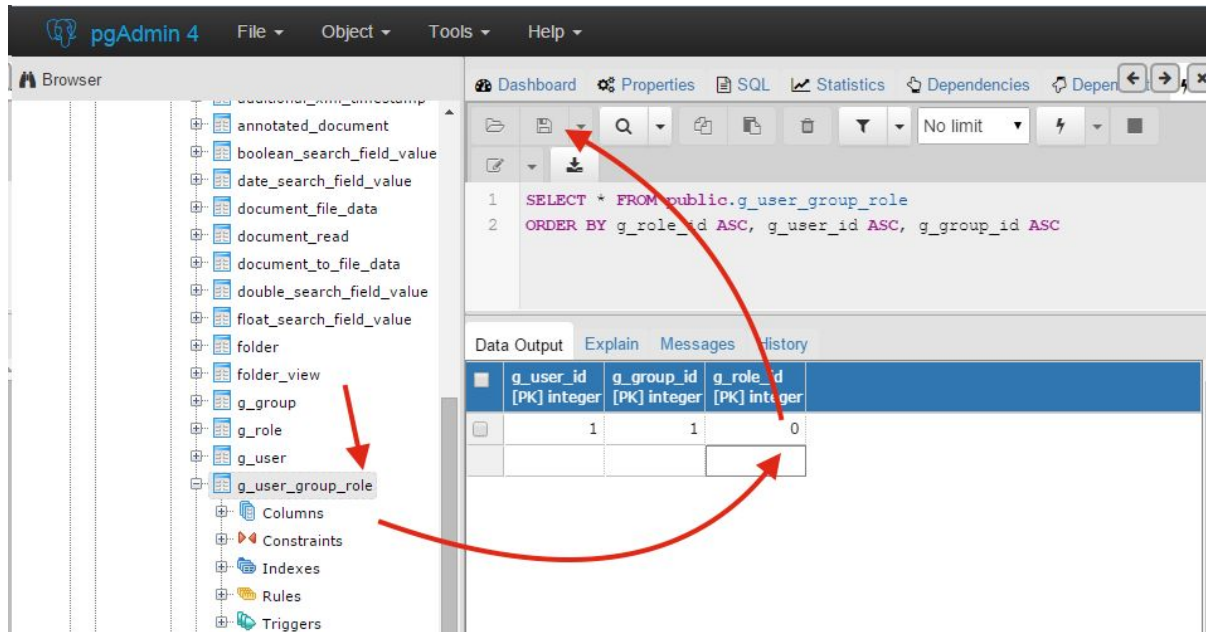 pgAdmin 4 File Object Tools Help
Browser
Dashboard Properties SQL Statistics Dependencies Depen
additional_xml_timestamp
annotated_document
boolean_search_field_value
date_search_field_value
document_file_data
document_read
document_to_file_data
double_search_field_value
float_search_field_value
folder
folder_view
g_group
g_role
g_user
g_user_group_role
Columns
Constraints
Indexes
Rules
Triggers
No limit
1 SELECT * FROM public.g_user_group_role
2 ORDER BY g_role_id ASC, g_user_id ASC, g_group_id ASC
Data Output Explain Messages History
g_user_id g_group_id g_role_id
[PK] integer [PK] integer [PK] integer
1 1 0